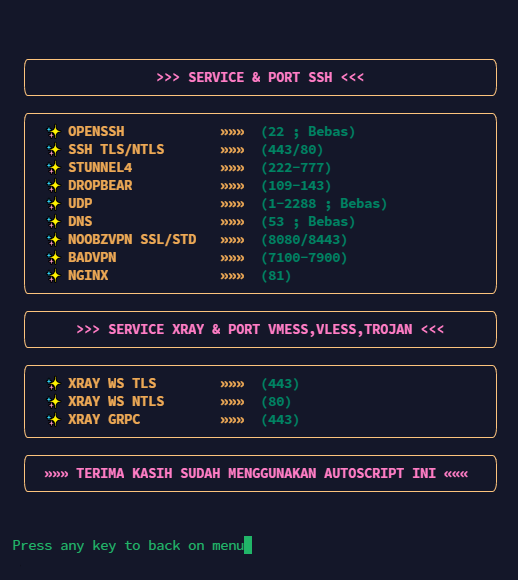 >>> SERVICE & PORT SSH <<<
✨ OPENSSH »»» (22 ; Bebas)
✨ SSH TLS/NTLS »»» (443/80)
✨ STUNNEL4 »»» (222-777)
✨ DROPBEAR »»» (109-143)
✨ UDP »»» (1-2288 ; Bebas)
✨ DNS »»» (53 ; Bebas)
✨ NOOBZVPN SSL/STD »»» (8080/8443)
✨ BADVPN »»» (7100-7900)
✨ NGINX »»» (81)
>>> SERVICE XRAY & PORT VMESS,VLESS,TROJAN <<<
✨ XRAY WS TLS »»» (443)
✨ XRAY WS NTLS »»» (80)
✨ XRAY GRPC »»» (443)
»»» TERIMA KASIH SUDAH MENGGUNAKAN AUTOSCRIPT INI «««
Press any key to back on menu